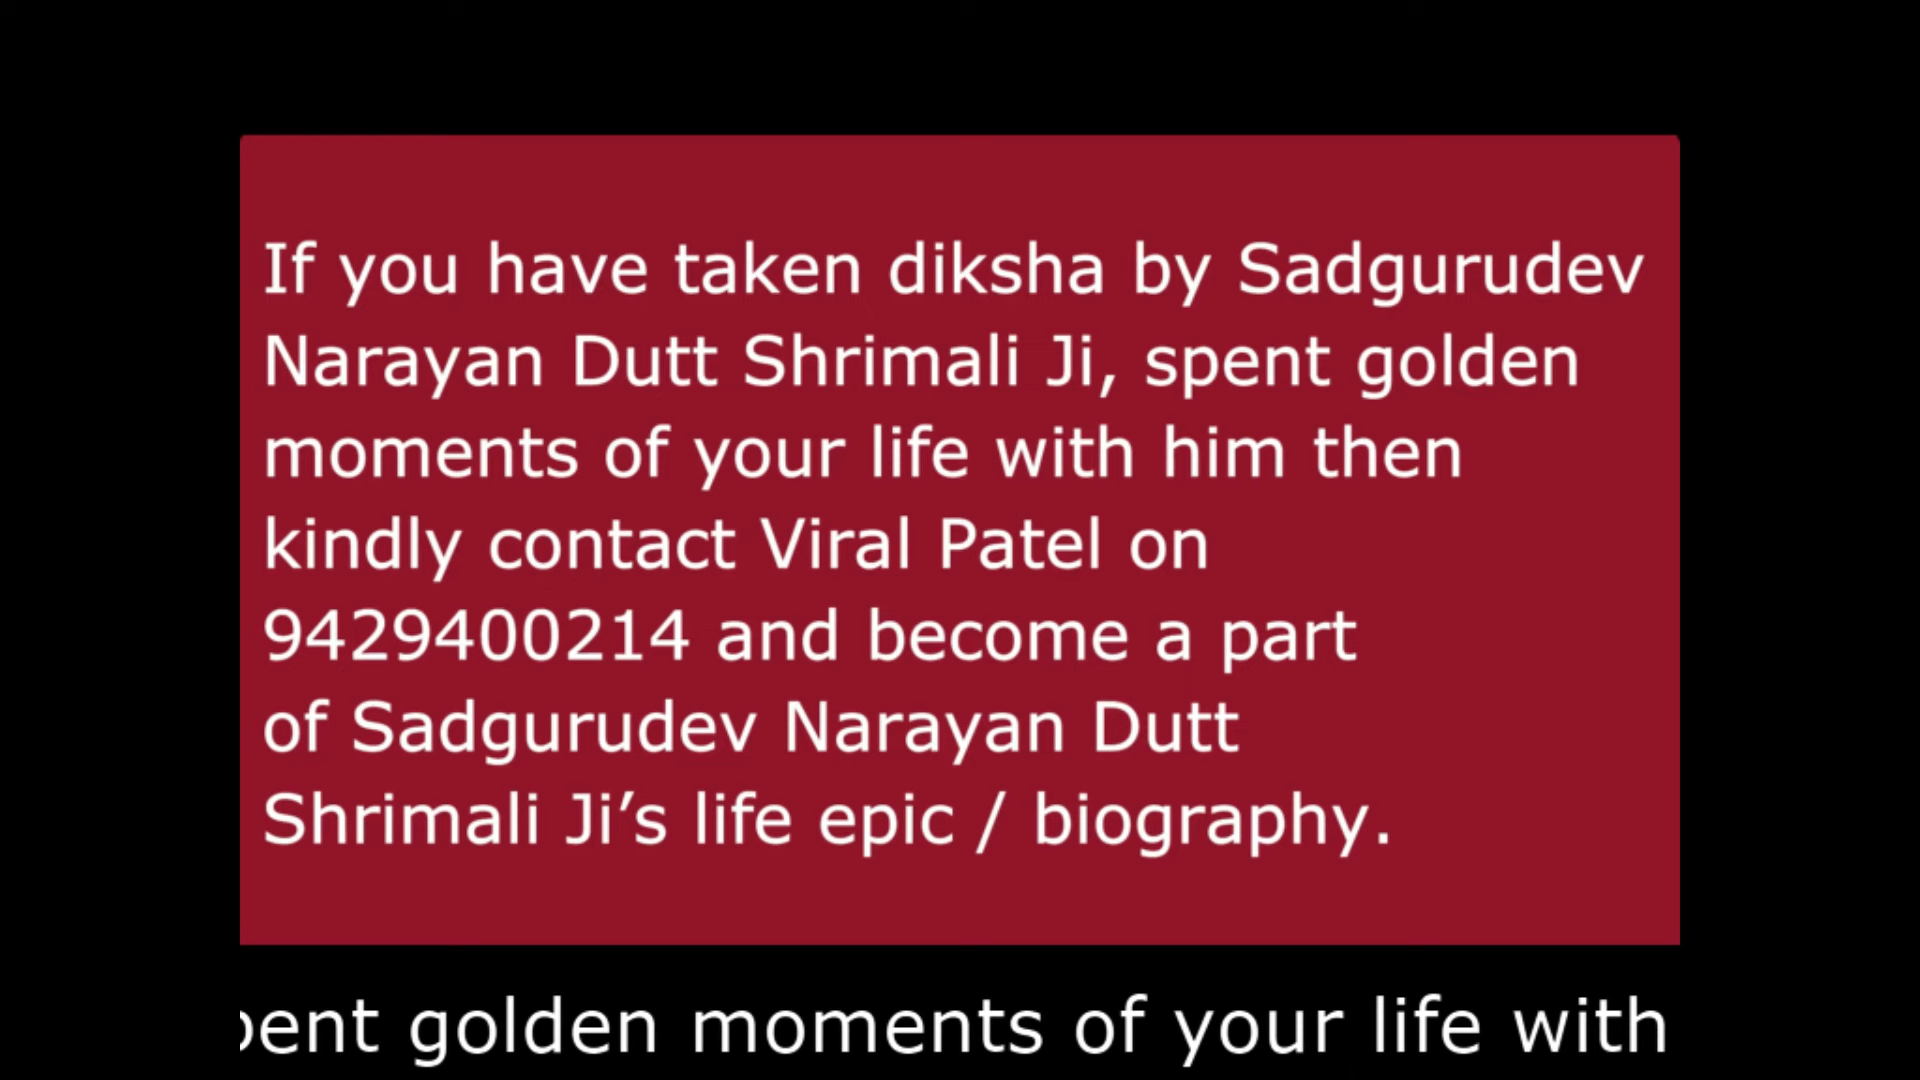 If you have taken diksha by Sadgurudev
Narayan Dutt Shrimali Ji, spent golden
moments of your life with him then
kindly contact Viral Patel on
9429400214 and become a part
of Sadgurudev Narayan Dutt
Shrimali Ji’s life epic / biography.
pent golden moments of your life with